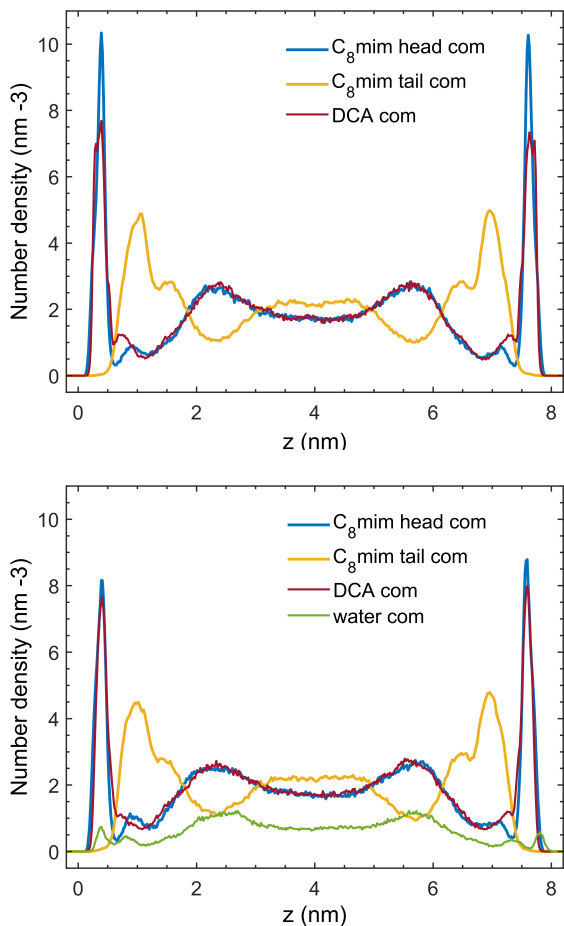 10
8
6
4
2
0
Number density (nm -3)
C8mim head com
C8mim tail com
DCA com
0 2 4 6 8
z (nm)
10
8
6
4
2
0
Number density (nm -3)
C8mim head com
C8mim tail com
DCA com
water com
0 2 4 6 8
z (nm)